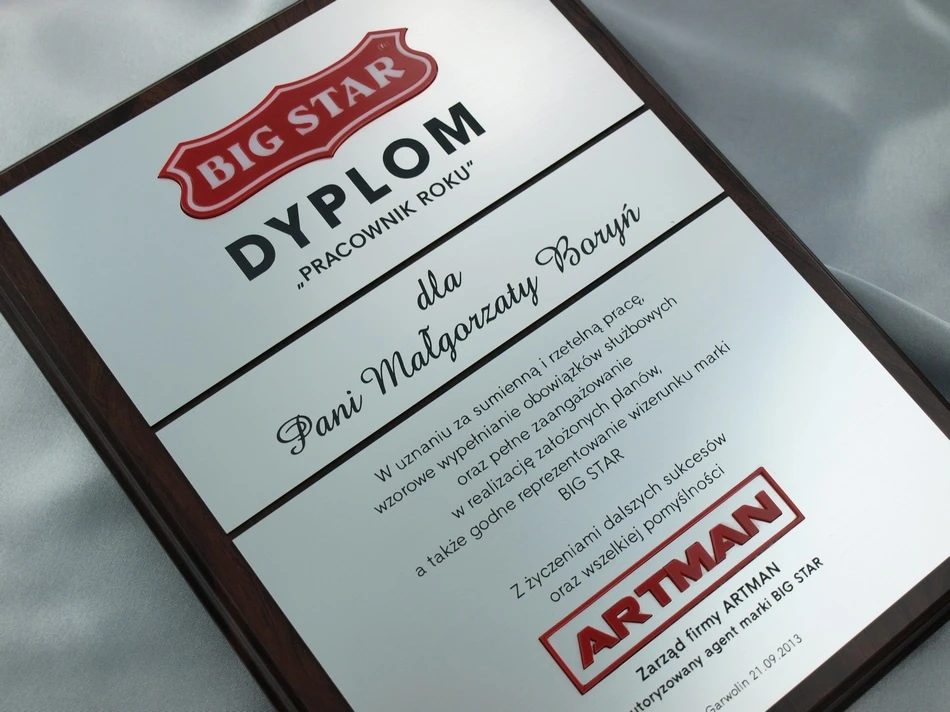 BIG STAR
DYPLOM
„PRACOWNIK ROKU”
dla
Pani Małgorzaty Boryń
W uznaniu za sumienną i rzetelną pracę,
wzorowe wypełnianie obowiązków służbowych
oraz pełne zaangażowanie
w realizację założonych planów,
a także godne reprezentowanie wizerunku marki
BIG STAR
Z życzeniami dalszych sukcesów
oraz wszelkiej pomyślności
ARTMAN
Zarząd firmy ARTMAN
utoryzowany agent marki BIG STAR
Garwolin 21.09.2013